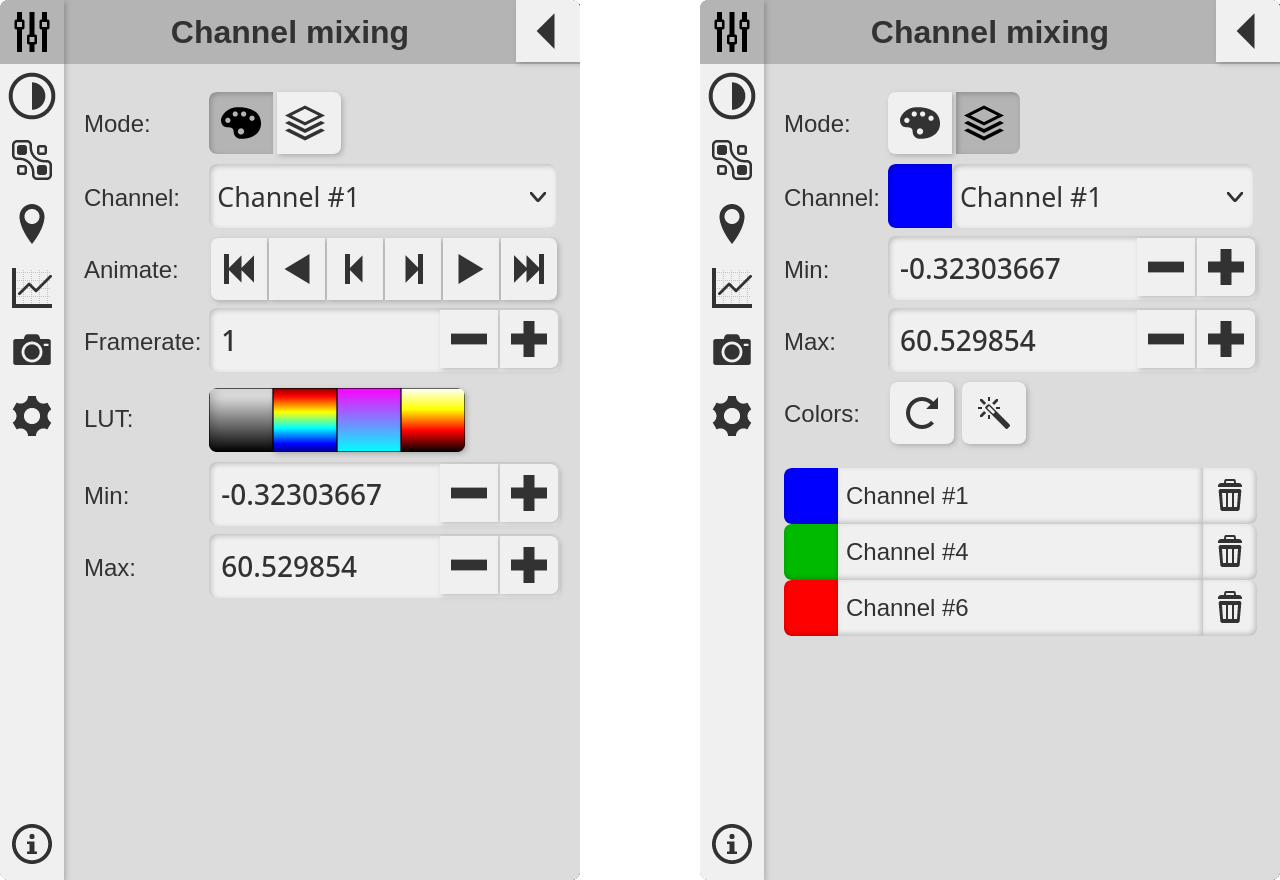 Channel mixing
Mode:
Channel: Channel #1
Animate:
Framerate: 1
LUT:
Min: -0.32303667
Max: 60.529854
Channel mixing
Mode:
Channel: Channel #1
Min: -0.32303667
Max: 60.529854
Colors:
Channel #1
Channel #4
Channel #6